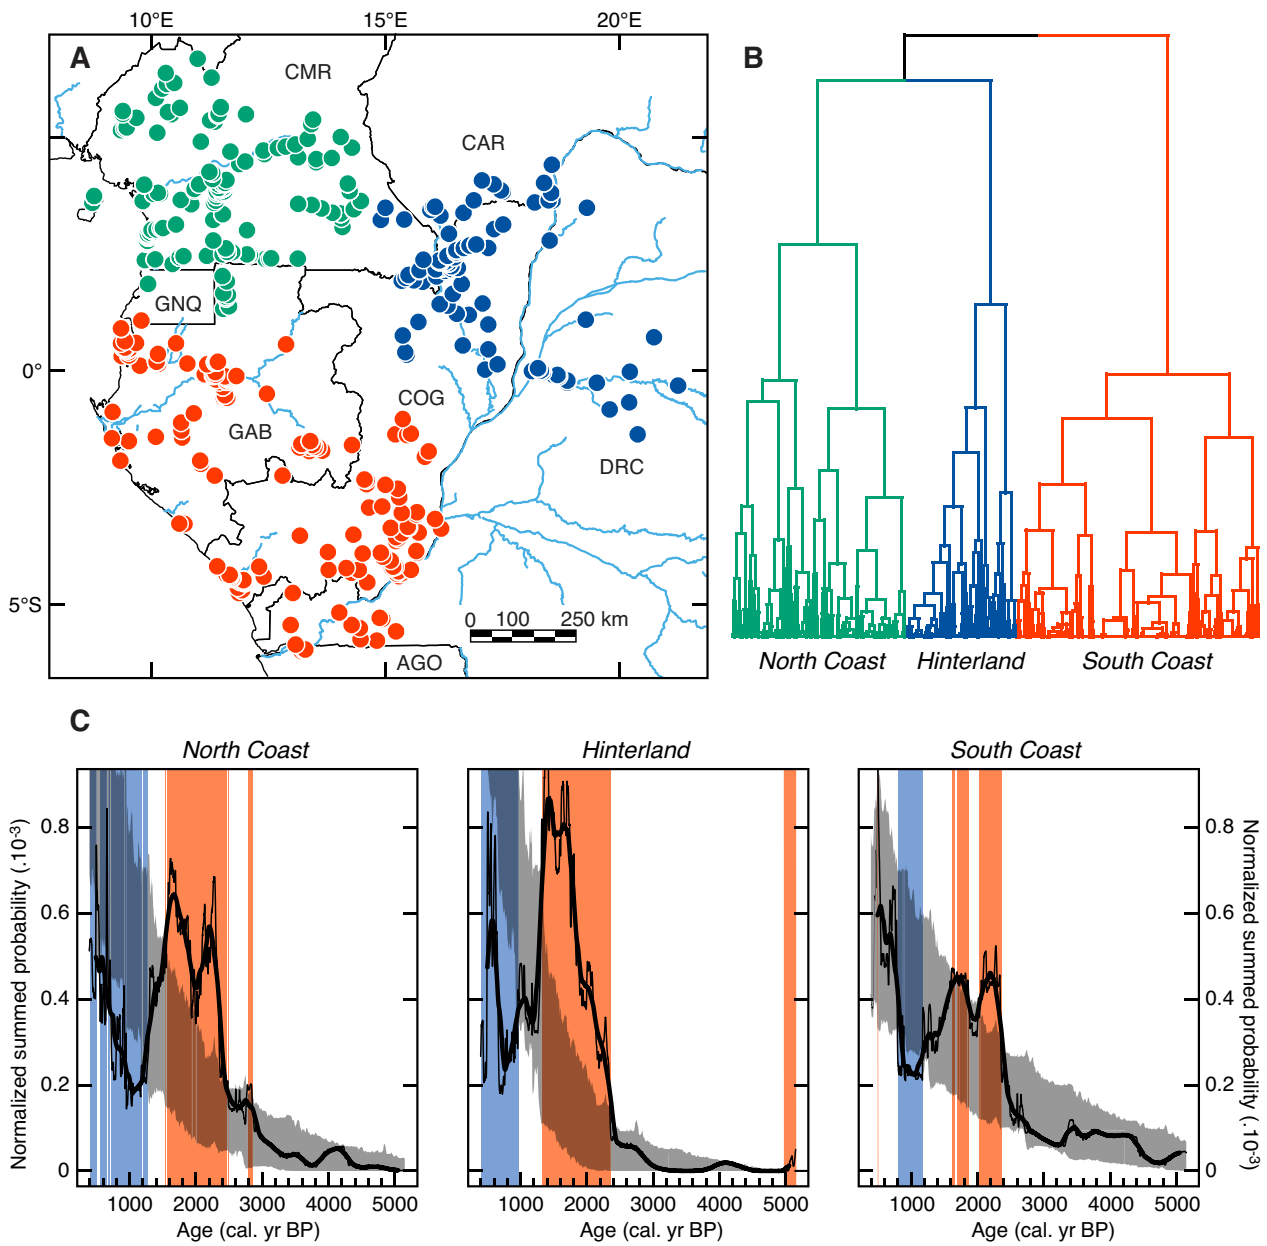 10°E 15°E 20°E
A
B
CMR
CAR
GNQ
0°
COG
GAB
DRC
5°S
0 100 250 km
AGO
North Coast Hinterland South Coast
C
North Coast Hinterland South Coast
Normalized summed probability (.10-3)
0.8
0.6
0.4
0.2
0
0.8
0.6
0.4
0.2
0
Normalized summed probability (.10-3)
1000 2000 3000 4000 5000 1000 2000 3000 4000 5000 1000 2000 3000 4000 5000
Age (cal. yr BP) Age (cal. yr BP) Age (cal. yr BP)